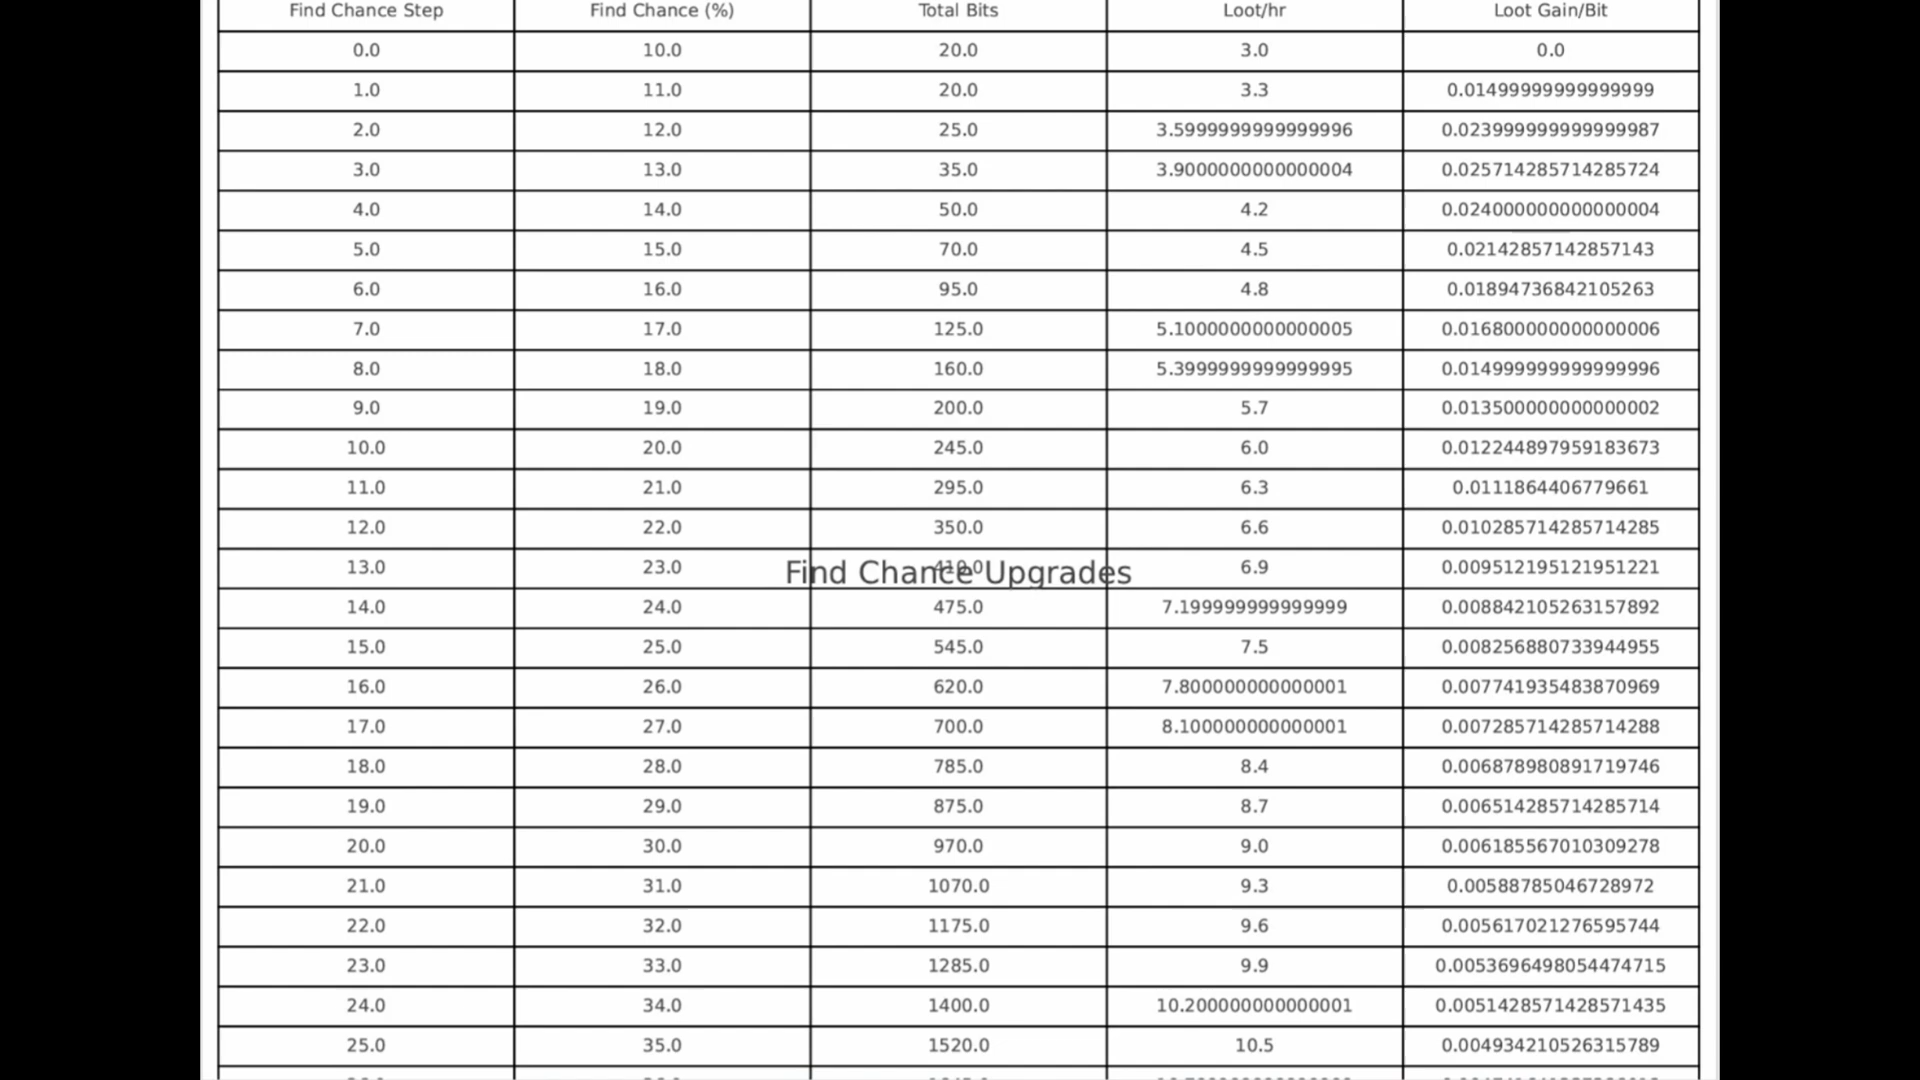 Find Chance Step Find Chance (%) Total Bits Loot/hr Loot Gain/Bit
0.0 10.0 20.0 3.0 0.0
1.0 11.0 20.0 3.3 0.01499999999999999
2.0 12.0 25.0 3.5999999999999996 0.023999999999999987
3.0 13.0 35.0 3.9000000000000004 0.025714285714285724
4.0 14.0 50.0 4.2 0.024000000000000004
5.0 15.0 70.0 4.5 0.02142857142857143
6.0 16.0 95.0 4.8 0.01894736842105263
7.0 17.0 125.0 5.1000000000000005 0.016800000000000006
8.0 18.0 160.0 5.3999999999999995 0.014999999999999996
9.0 19.0 200.0 5.7 0.013500000000000002
10.0 20.0 245.0 6.0 0.012244897959183673
11.0 21.0 295.0 6.3 0.0111864406779661
12.0 22.0 350.0 6.6 0.010285714285714285
13.0 23.0 410.0 6.9 0.009512195121951221
Find Chance Upgrades
14.0 24.0 475.0 7.199999999999999 0.008842105263157892
15.0 25.0 545.0 7.5 0.008256880733944955
16.0 26.0 620.0 7.800000000000001 0.007741935483870969
17.0 27.0 700.0 8.100000000000001 0.007285714285714288
18.0 28.0 785.0 8.4 0.006878980891719746
19.0 29.0 875.0 8.7 0.006514285714285714
20.0 30.0 970.0 9.0 0.006185567010309278
21.0 31.0 1070.0 9.3 0.00588785046728972
22.0 32.0 1175.0 9.6 0.005617021276595744
23.0 33.0 1285.0 9.9 0.0053696498054474715
24.0 34.0 1400.0 10.200000000000001 0.0051428571428571435
25.0 35.0 1520.0 10.5 0.004934210526315789